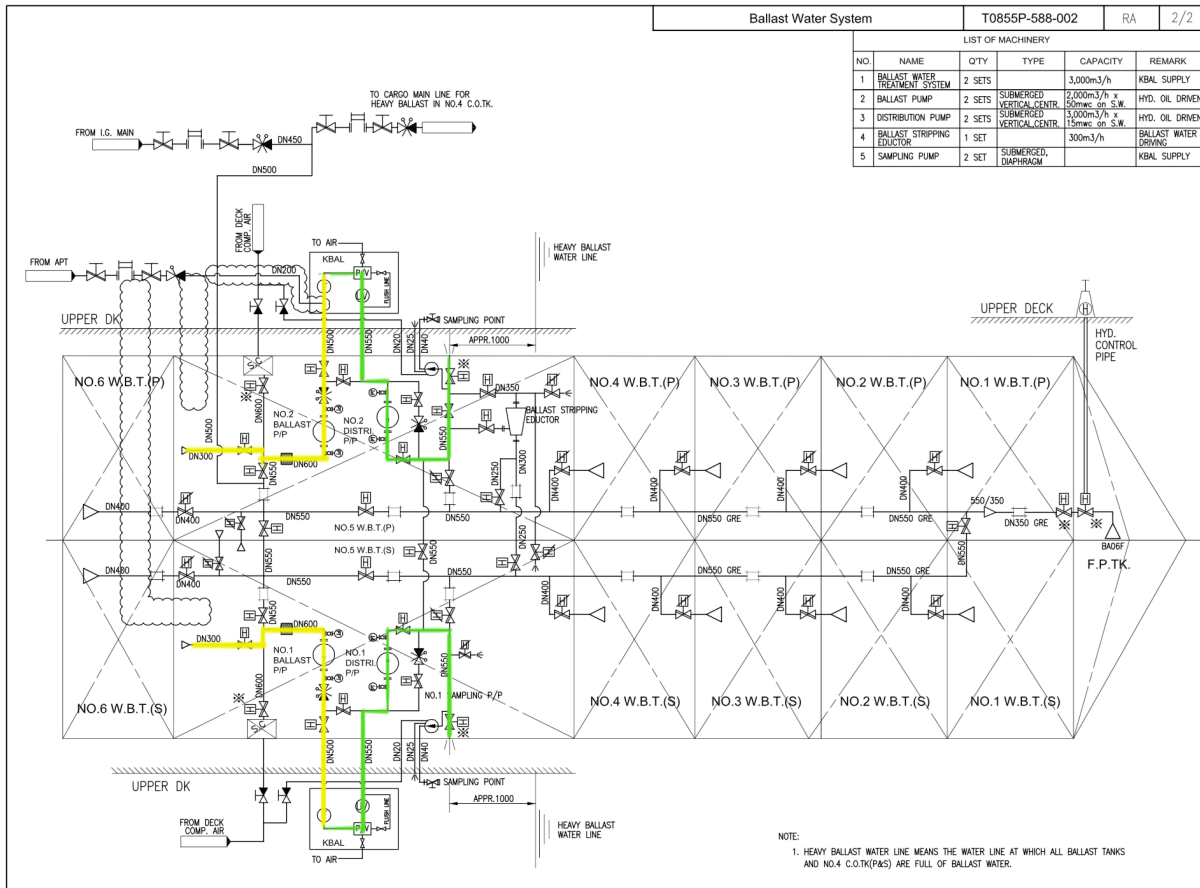 Ballast Water System
T0855P-588-002
RA
2/2
LIST OF MACHINERY
NO. NAME Q'TY TYPE CAPACITY REMARK
1 BALLAST WATER TREATMENT SYSTEM 2 SETS 3,000m3/h KBAL SUPPLY
2 BALLAST PUMP 2 SETS SUBMERGED VERTICAL,CENTR. 2,000m3/h x 50mwc on S.W. HYD. OIL DRIVEN
3 DISTRIBUTION PUMP 2 SETS SUBMERGED VERTICAL,CENTR. 3,000m3/h x 15mwc on S.W. HYD. OIL DRIVEN
4 BALLAST STRIPPING EDUCTOR 1 SET 300m3/h BALLAST WATER DRIVING
5 SAMPLING PUMP 2 SET SUBMERGED, DIAPHRAGM KBAL SUPPLY
TO CARGO MAIN LINE FOR
HEAVY BALLAST IN NO.4 C.O.TK.
FROM I.G. MAIN
DN450
DN500
FROM DECK
COMP. AIR
TO AIR
KBAL
HEAVY BALLAST
WATER LINE
FROM APT
DN200
FLUSH LINE
UV
UPPER DK
SAMPLING POINT
APPR.1000
UPPER DECK
HYD.
CONTROL
PIPE
DN500
DN550
DN20
DN25
DN40
S.C
NO.6 W.B.T.(P)
NO.4 W.B.T.(P)
NO.3 W.B.T.(P)
NO.2 W.B.T.(P)
NO.1 W.B.T.(P)
DN350
BALLAST STRIPPING
EDUCTOR
DN600
DN500
NO.2
BALLAST
P/P
NO.2
DISTRI.
P/P
DN550
DN300
DN300
DN600
DN550
DN250
DN400
DN400
DN400
DN400
DN400
DN400
DN550
NO.5 W.B.T.(P)
DN550
DN550 GRE
DN550 GRE
550/350
DN350 GRE
BA06F
F.P.TK.
NO.5 W.B.T.(S)
DN550
DN250
DN550
DN400
DN400
DN550
DN550
DN550 GRE
DN550 GRE
DN550
DN400
DN400
DN400
DN400
DN300
DN600
NO.1
BALLAST
P/P
NO.1
DISTRI.
P/P
DN550
DN600
NO.1 SAMPLING P/P
NO.6 W.B.T.(S)
NO.4 W.B.T.(S)
NO.3 W.B.T.(S)
NO.2 W.B.T.(S)
NO.1 W.B.T.(S)
S.C
DN500
DN550
DN20
DN25
DN40
UPPER DK
SAMPLING POINT
APPR.1000
FROM DECK
COMP. AIR
UV
FLUSH LINE
KBAL
TO AIR
HEAVY BALLAST
WATER LINE
NOTE:
1. HEAVY BALLAST WATER LINE MEANS THE WATER LINE AT WHICH ALL BALLAST TANKS
AND NO.4 C.O.TK(P&S) ARE FULL OF BALLAST WATER.